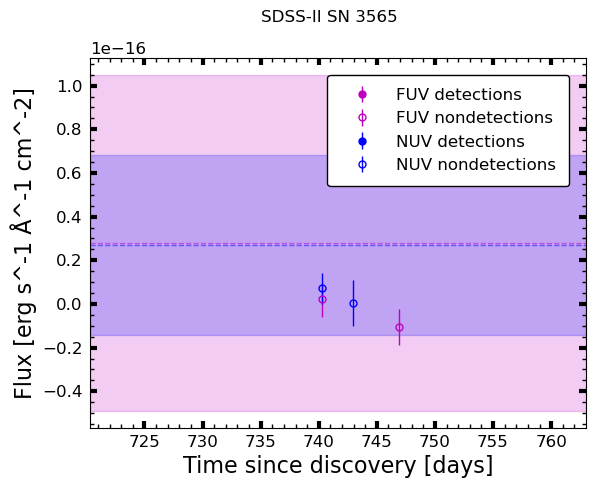 SDSS-II SN 3565
1e−16
1.0
0.8
0.6
0.4
0.2
0.0
−0.2
−0.4
Flux [erg s^-1 Å^-1 cm^-2]
FUV detections
FUV nondetections
NUV detections
NUV nondetections
725 730 735 740 745 750 755 760
Time since discovery [days]